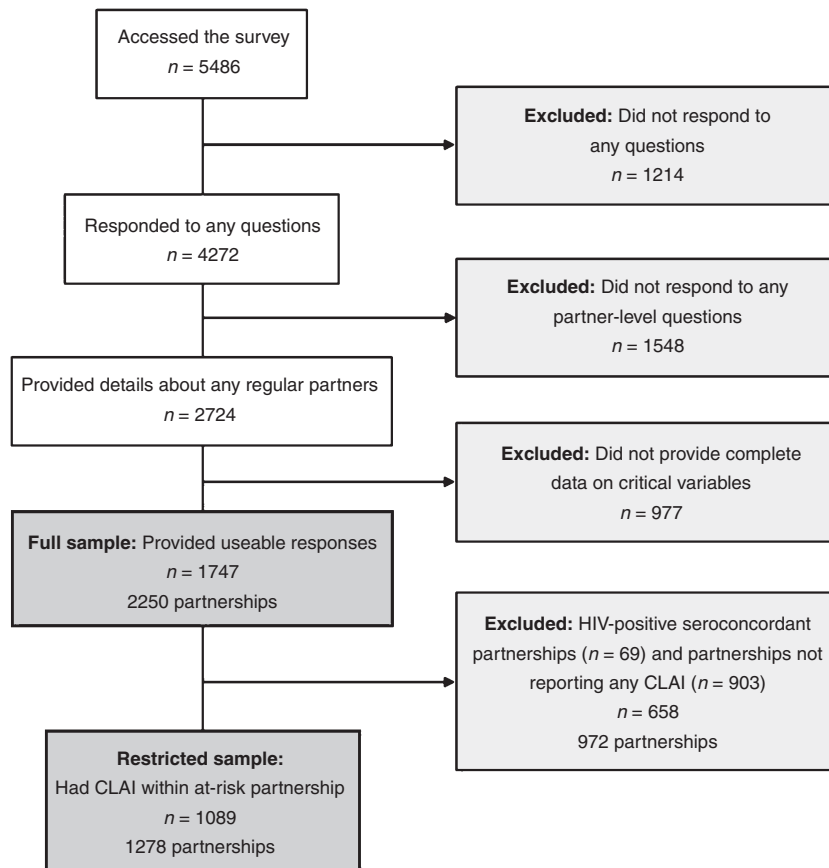 Accessed the survey
n = 5486
Excluded: Did not respond to
any questions
n = 1214
Responded to any questions
n = 4272
Excluded: Did not respond to any
partner-level questions
n = 1548
Provided details about any regular partners
n = 2724
Excluded: Did not provide complete
data on critical variables
n = 977
Full sample: Provided useable responses
n = 1747
2250 partnerships
Excluded: HIV-positive seroconcordant
partnerships (n = 69) and partnerships not
reporting any CLAI (n = 903)
n = 658
972 partnerships
Restricted sample:
Had CLAI within at-risk partnership
n = 1089
1278 partnerships